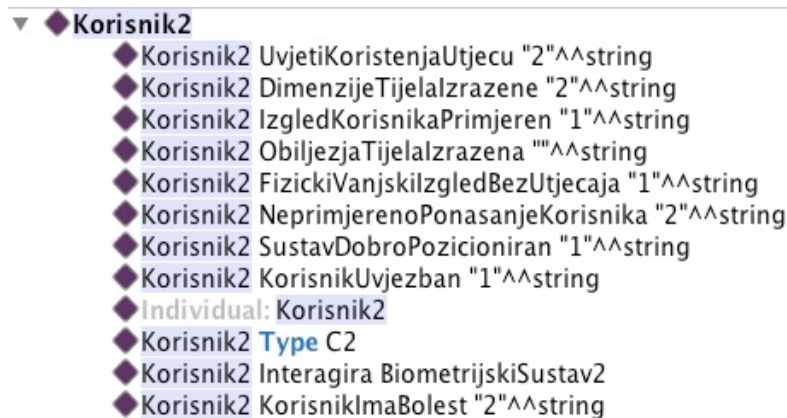 Korisnik2
Korisnik2 UvjetiKoristenjaUtjecu "2"^^string
Korisnik2 DimenzijeTijelaIzrazene "2"^^string
Korisnik2 IzgledKorisnikaPrimjeren "1"^^string
Korisnik2 ObiljezjaTijelaIzrazena ""^^string
Korisnik2 FizickiVanjskiIzgledBezUtjecaja "1"^^string
Korisnik2 NeprimjerenoPonasanjeKorisnika "2"^^string
Korisnik2 SustavDobroPozicioniran "1"^^string
Korisnik2 KorisnikUvjezban "1"^^string
Individual: Korisnik2
Korisnik2 Type C2
Korisnik2 Interagira BiometrijskiSustav2
Korisnik2 KorisnikImaBolest "2"^^string